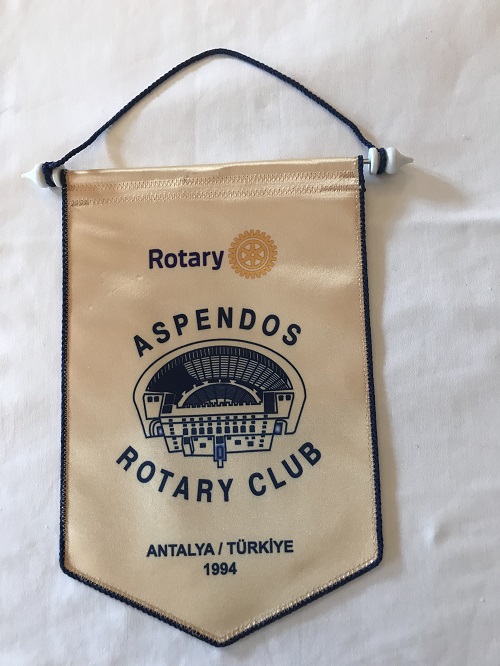 Rotary
ASPENDOS
ROTARY CLUB
ANTALYA / TÜRKİYE
1994